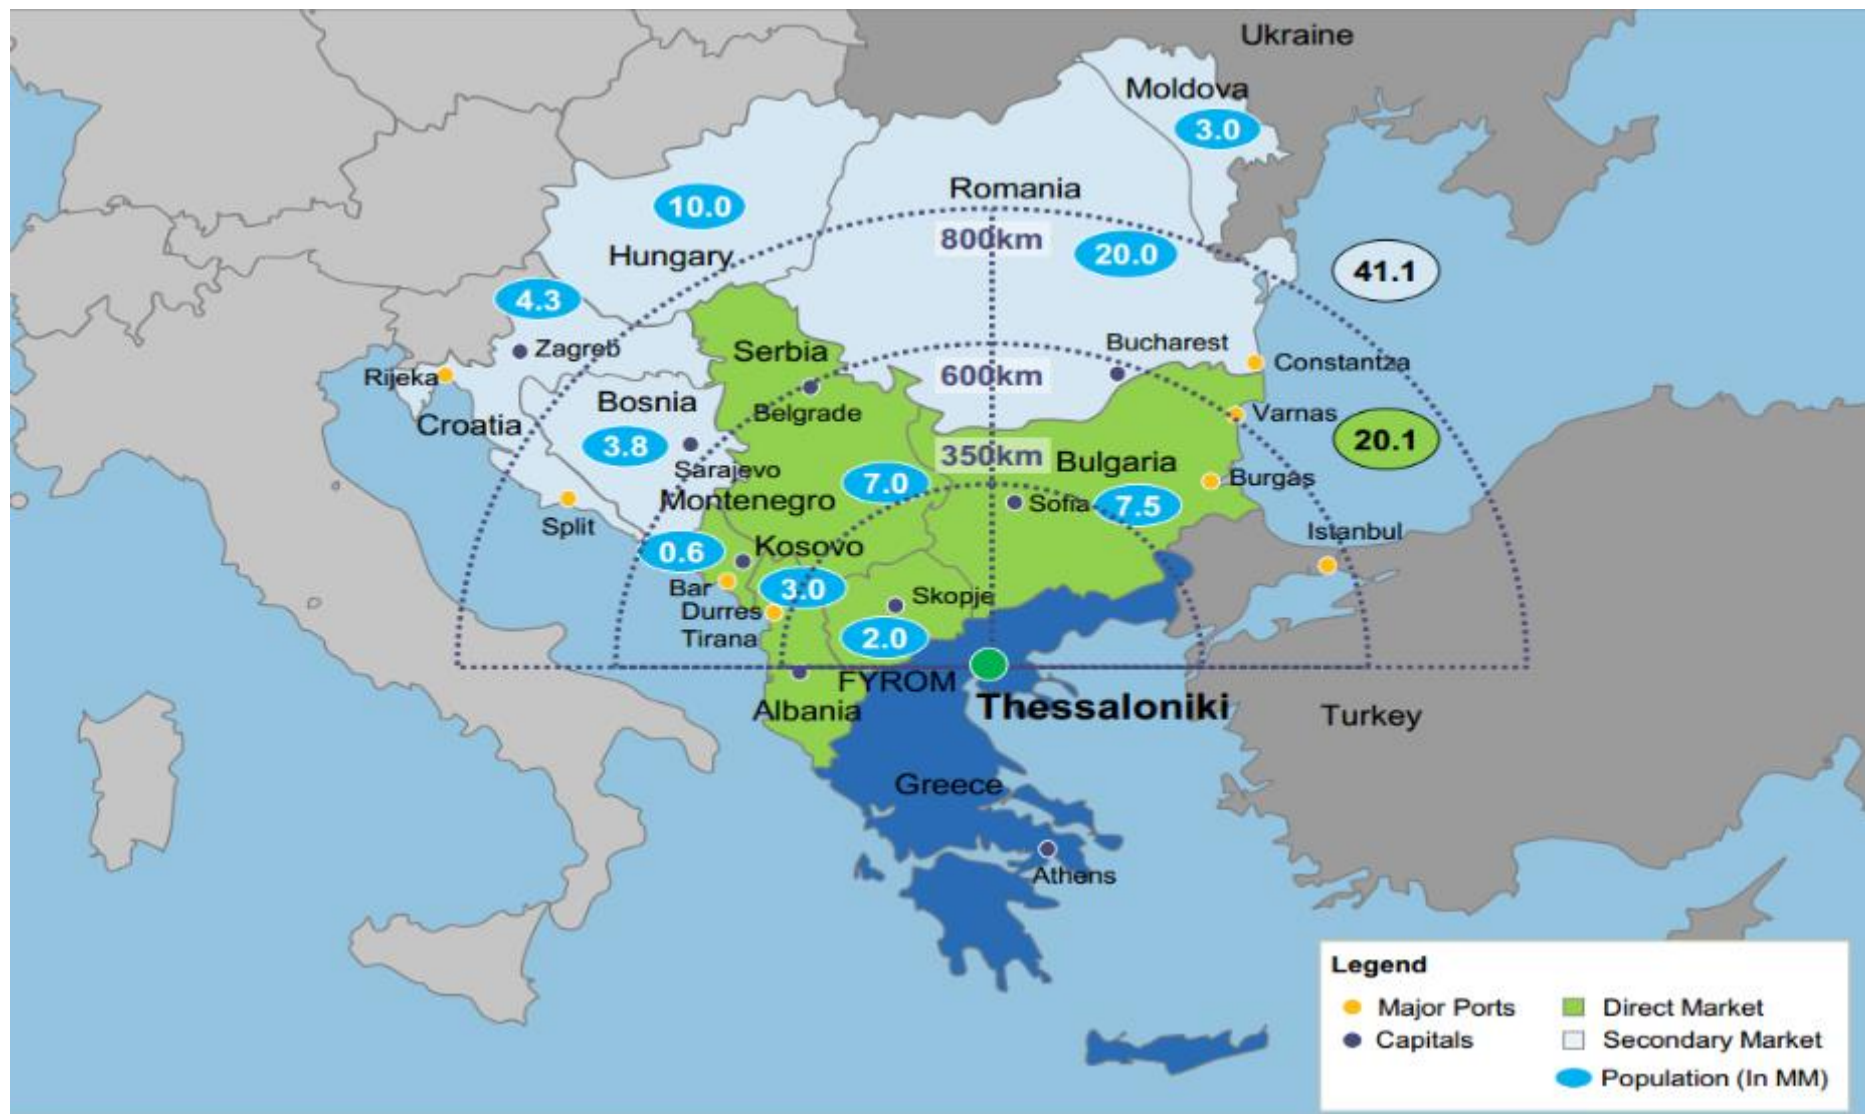 Ukraine
Moldova
3.0
Romania
10.0
800km
20.0
Hungary
41.1
4.3
Zagreb
Serbia
Bucharest
Constantza
Rijeka
600km
Belgrade
Varnas
Bosnia
Croatia
3.8
20.1
350km
Bulgaria
Sarajevo
7.0
Burgas
Montenegro
Sofia
7.5
Split
Istanbul
Kosovo
0.6
Bar
3.0
Skopje
Durres
Tirana
2.0
FYROM
Thessaloniki
Albania
Turkey
Greece
Athens
Legend
Major Ports
Direct Market
Capitals
Secondary Market
Population (In MM)